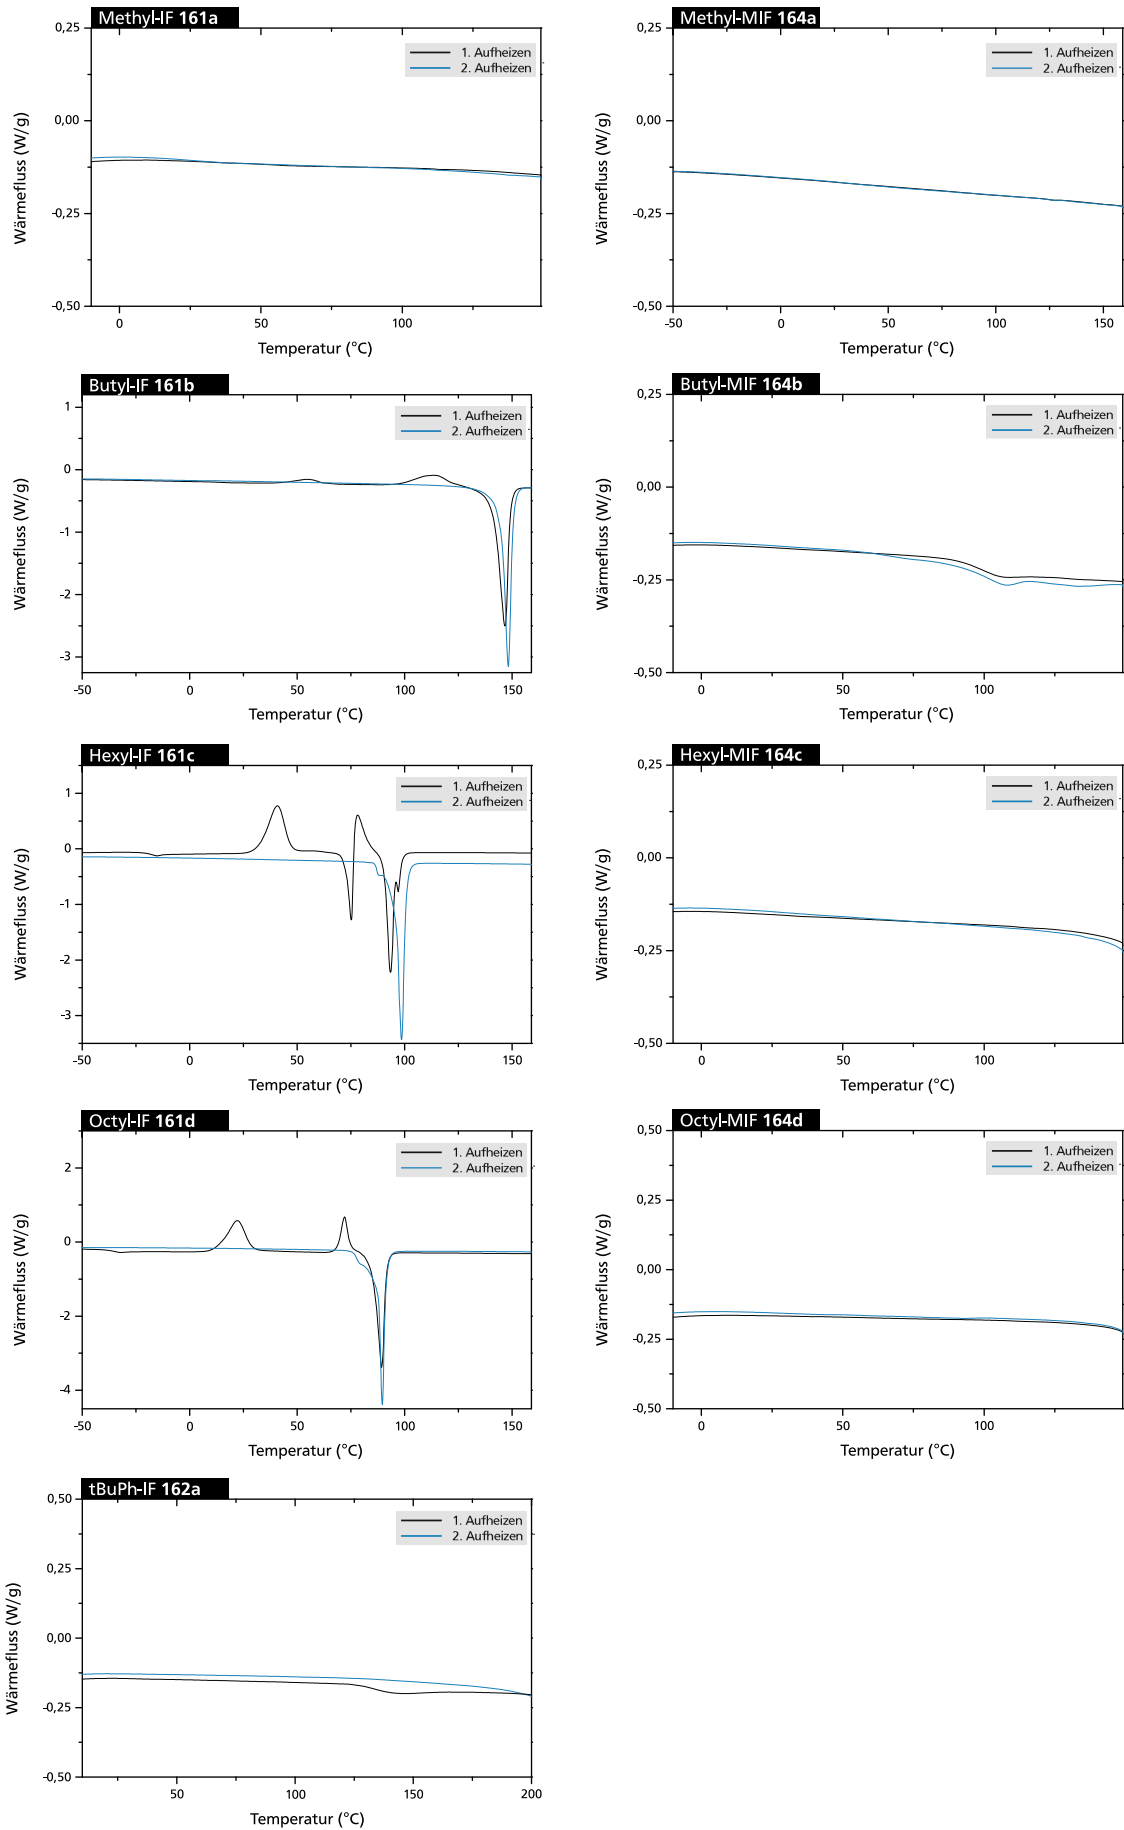 Methyl-IF 161a
0,25
0,00
-0,25
-0,50
Wärmefluss (W/g)
1. Aufheizen
2. Aufheizen
0
50
100
Temperatur (°C)
Methyl-MIF 164a
0,25
0,00
-0,25
-0,50
Wärmefluss (W/g)
1. Aufheizen
2. Aufheizen
-50
0
50
100
150
Temperatur (°C)
Butyl-IF 161b
1
0
-1
-2
-3
Wärmefluss (W/g)
1. Aufheizen
2. Aufheizen
-50
0
50
100
150
Temperatur (°C)
Butyl-MIF 164b
0,25
0,00
-0,25
-0,50
Wärmefluss (W/g)
1. Aufheizen
2. Aufheizen
0
50
100
Temperatur (°C)
Hexyl-IF 161c
1
0
-1
-2
-3
Wärmefluss (W/g)
1. Aufheizen
2. Aufheizen
-50
0
50
100
150
Temperatur (°C)
Hexyl-MIF 164c
0,25
0,00
-0,25
-0,50
Wärmefluss (W/g)
1. Aufheizen
2. Aufheizen
0
50
100
Temperatur (°C)
Octyl-IF 161d
2
0
-2
-4
Wärmefluss (W/g)
1. Aufheizen
2. Aufheizen
-50
0
50
100
150
Temperatur (°C)
Octyl-MIF 164d
0,50
0,25
0,00
-0,25
-0,50
Wärmefluss (W/g)
1. Aufheizen
2. Aufheizen
0
50
100
Temperatur (°C)
tBuPh-IF 162a
0,50
0,25
0,00
-0,25
-0,50
Wärmefluss (W/g)
1. Aufheizen
2. Aufheizen
50
100
150
200
Temperatur (°C)